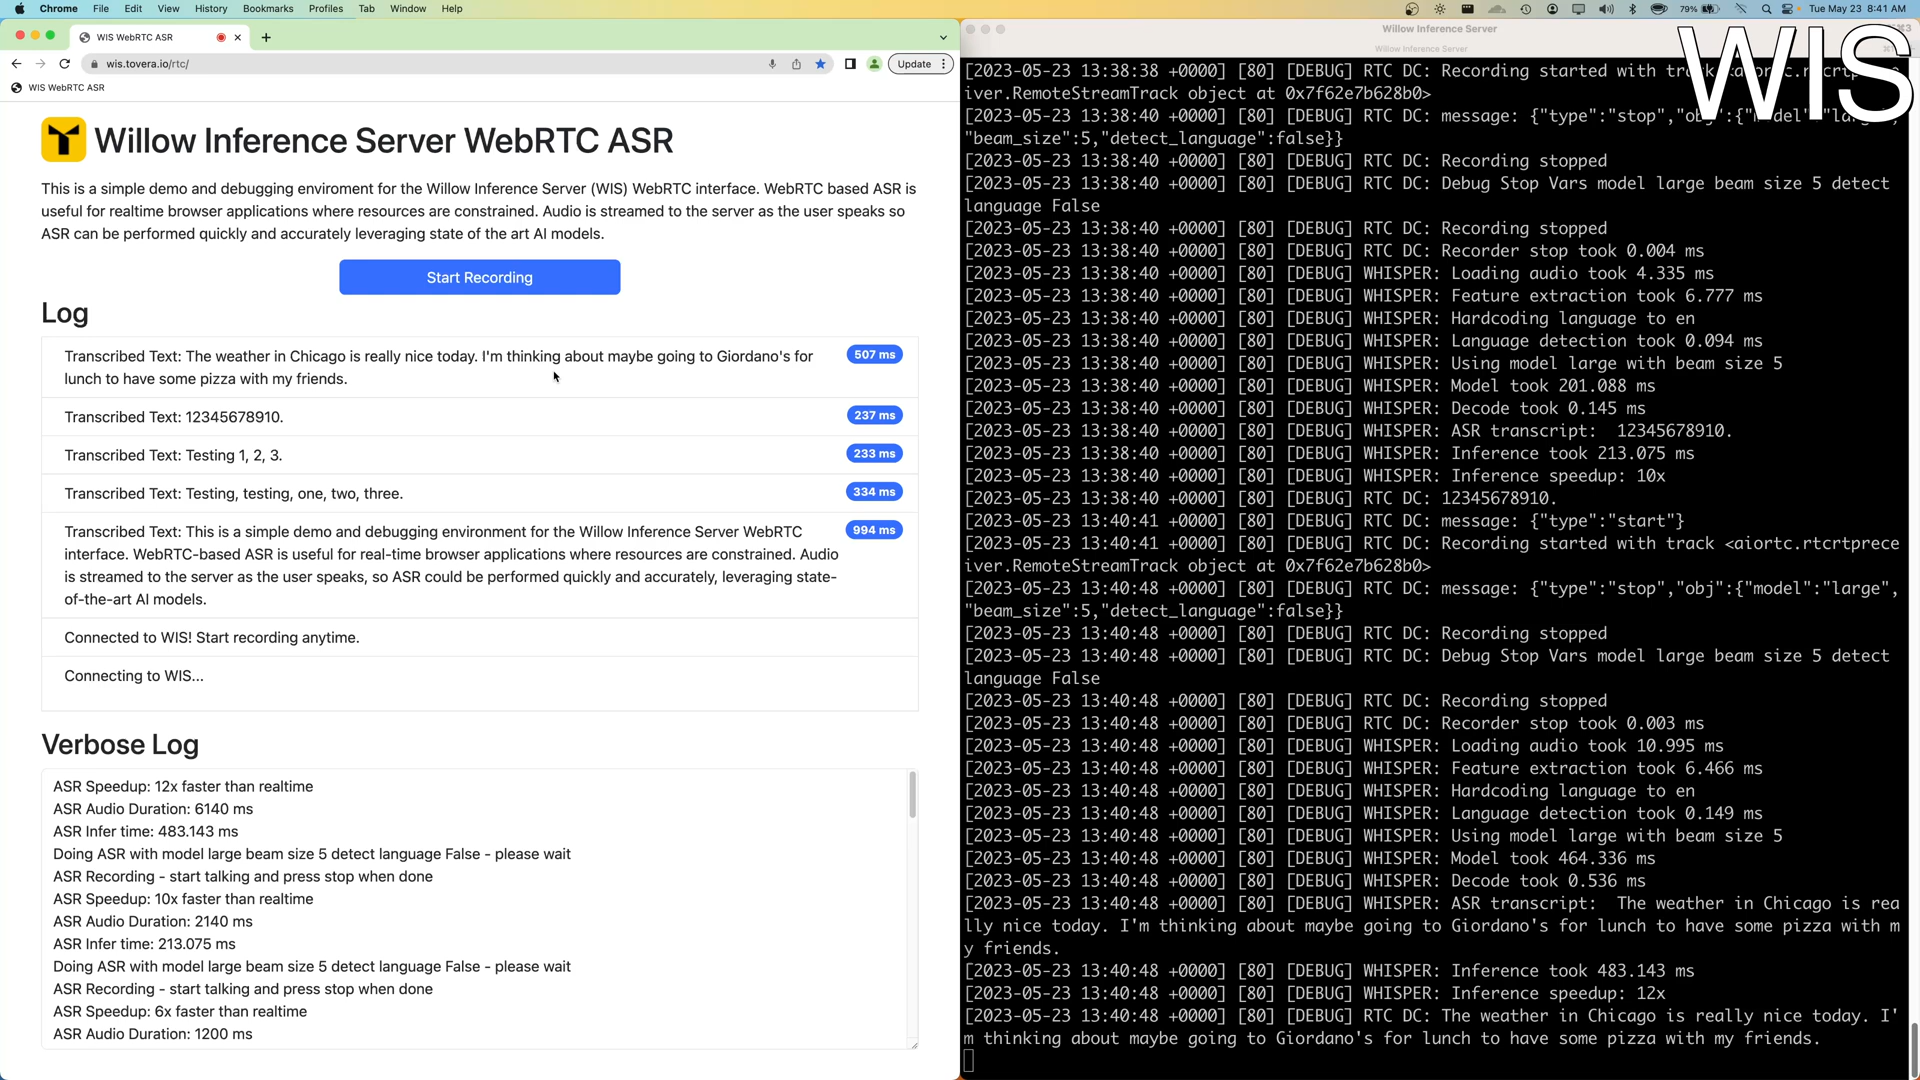 Chrome File Edit View History Bookmarks Profiles Tab Window Help
79% Tue May 23 8:41 AM
WIS WebRTC ASR
wis.tovera.io/rtc/
Update
WIS WebRTC ASR
Willow Inference Server WebRTC ASR
This is a simple demo and debugging enviroment for the Willow Inference Server (WIS) WebRTC interface. WebRTC based ASR is
useful for realtime browser applications where resources are constrained. Audio is streamed to the server as the user speaks so
ASR can be performed quickly and accurately leveraging state of the art AI models.
Start Recording
Log
Transcribed Text: The weather in Chicago is really nice today. I'm thinking about maybe going to Giordano's for
lunch to have some pizza with my friends.
507 ms
Transcribed Text: 12345678910.
237 ms
Transcribed Text: Testing 1, 2, 3.
233 ms
Transcribed Text: Testing, testing, one, two, three.
334 ms
Transcribed Text: This is a simple demo and debugging environment for the Willow Inference Server WebRTC
interface. WebRTC-based ASR is useful for real-time browser applications where resources are constrained. Audio
is streamed to the server as the user speaks, so ASR could be performed quickly and accurately, leveraging state-
of-the-art AI models.
994 ms
Connected to WIS! Start recording anytime.
Connecting to WIS...
Verbose Log
ASR Speedup: 12x faster than realtime
ASR Audio Duration: 6140 ms
ASR Infer time: 483.143 ms
Doing ASR with model large beam size 5 detect language False - please wait
ASR Recording - start talking and press stop when done
ASR Speedup: 10x faster than realtime
ASR Audio Duration: 2140 ms
ASR Infer time: 213.075 ms
Doing ASR with model large beam size 5 detect language False - please wait
ASR Recording - start talking and press stop when done
ASR Speedup: 6x faster than realtime
ASR Audio Duration: 1200 ms
Willow Inference Server
Willow Inference Server
WIS
[2023-05-23 13:38:38 +0000] [80] [DEBUG] RTC DC: Recording started with track
iver.RemoteStreamTrack object at 0x7f62e7b628b0>
[2023-05-23 13:38:40 +0000] [80] [DEBUG] RTC DC: message: {"type":"stop","obj":{"model":"large",
"beam_size":5,"detect_language":false}}
[2023-05-23 13:38:40 +0000] [80] [DEBUG] RTC DC: Recording stopped
[2023-05-23 13:38:40 +0000] [80] [DEBUG] RTC DC: Debug Stop Vars model large beam size 5 detect
language False
[2023-05-23 13:38:40 +0000] [80] [DEBUG] RTC DC: Recording stopped
[2023-05-23 13:38:40 +0000] [80] [DEBUG] RTC DC: Recorder stop took 0.004 ms
[2023-05-23 13:38:40 +0000] [80] [DEBUG] WHISPER: Loading audio took 4.335 ms
[2023-05-23 13:38:40 +0000] [80] [DEBUG] WHISPER: Feature extraction took 6.777 ms
[2023-05-23 13:38:40 +0000] [80] [DEBUG] WHISPER: Hardcoding language to en
[2023-05-23 13:38:40 +0000] [80] [DEBUG] WHISPER: Language detection took 0.094 ms
[2023-05-23 13:38:40 +0000] [80] [DEBUG] WHISPER: Using model large with beam size 5
[2023-05-23 13:38:40 +0000] [80] [DEBUG] WHISPER: Model took 201.088 ms
[2023-05-23 13:38:40 +0000] [80] [DEBUG] WHISPER: Decode took 0.145 ms
[2023-05-23 13:38:40 +0000] [80] [DEBUG] WHISPER: ASR transcript:  12345678910.
[2023-05-23 13:38:40 +0000] [80] [DEBUG] WHISPER: Inference took 213.075 ms
[2023-05-23 13:38:40 +0000] [80] [DEBUG] WHISPER: Inference speedup: 10x
[2023-05-23 13:38:40 +0000] [80] [DEBUG] RTC DC: 12345678910.
[2023-05-23 13:40:41 +0000] [80] [DEBUG] RTC DC: message: {"type":"start"}
[2023-05-23 13:40:41 +0000] [80] [DEBUG] RTC DC: Recording started with track <aiortc.rtcrtprece
iver.RemoteStreamTrack object at 0x7f62e7b628b0>
[2023-05-23 13:40:48 +0000] [80] [DEBUG] RTC DC: message: {"type":"stop","obj":{"model":"large",
"beam_size":5,"detect_language":false}}
[2023-05-23 13:40:48 +0000] [80] [DEBUG] RTC DC: Recording stopped
[2023-05-23 13:40:48 +0000] [80] [DEBUG] RTC DC: Debug Stop Vars model large beam size 5 detect
language False
[2023-05-23 13:40:48 +0000] [80] [DEBUG] RTC DC: Recording stopped
[2023-05-23 13:40:48 +0000] [80] [DEBUG] RTC DC: Recorder stop took 0.003 ms
[2023-05-23 13:40:48 +0000] [80] [DEBUG] WHISPER: Loading audio took 10.995 ms
[2023-05-23 13:40:48 +0000] [80] [DEBUG] WHISPER: Feature extraction took 6.466 ms
[2023-05-23 13:40:48 +0000] [80] [DEBUG] WHISPER: Hardcoding language to en
[2023-05-23 13:40:48 +0000] [80] [DEBUG] WHISPER: Language detection took 0.149 ms
[2023-05-23 13:40:48 +0000] [80] [DEBUG] WHISPER: Using model large with beam size 5
[2023-05-23 13:40:48 +0000] [80] [DEBUG] WHISPER: Model took 464.336 ms
[2023-05-23 13:40:48 +0000] [80] [DEBUG] WHISPER: Decode took 0.536 ms
[2023-05-23 13:40:48 +0000] [80] [DEBUG] WHISPER: ASR transcript:  The weather in Chicago is rea
lly nice today. I'm thinking about maybe going to Giordano's for lunch to have some pizza with m
y friends.
[2023-05-23 13:40:48 +0000] [80] [DEBUG] WHISPER: Inference took 483.143 ms
[2023-05-23 13:40:48 +0000] [80] [DEBUG] WHISPER: Inference speedup: 12x
[2023-05-23 13:40:48 +0000] [80] [DEBUG] RTC DC: The weather in Chicago is really nice today. I'
m thinking about maybe going to Giordano's for lunch to have some pizza with my friends.